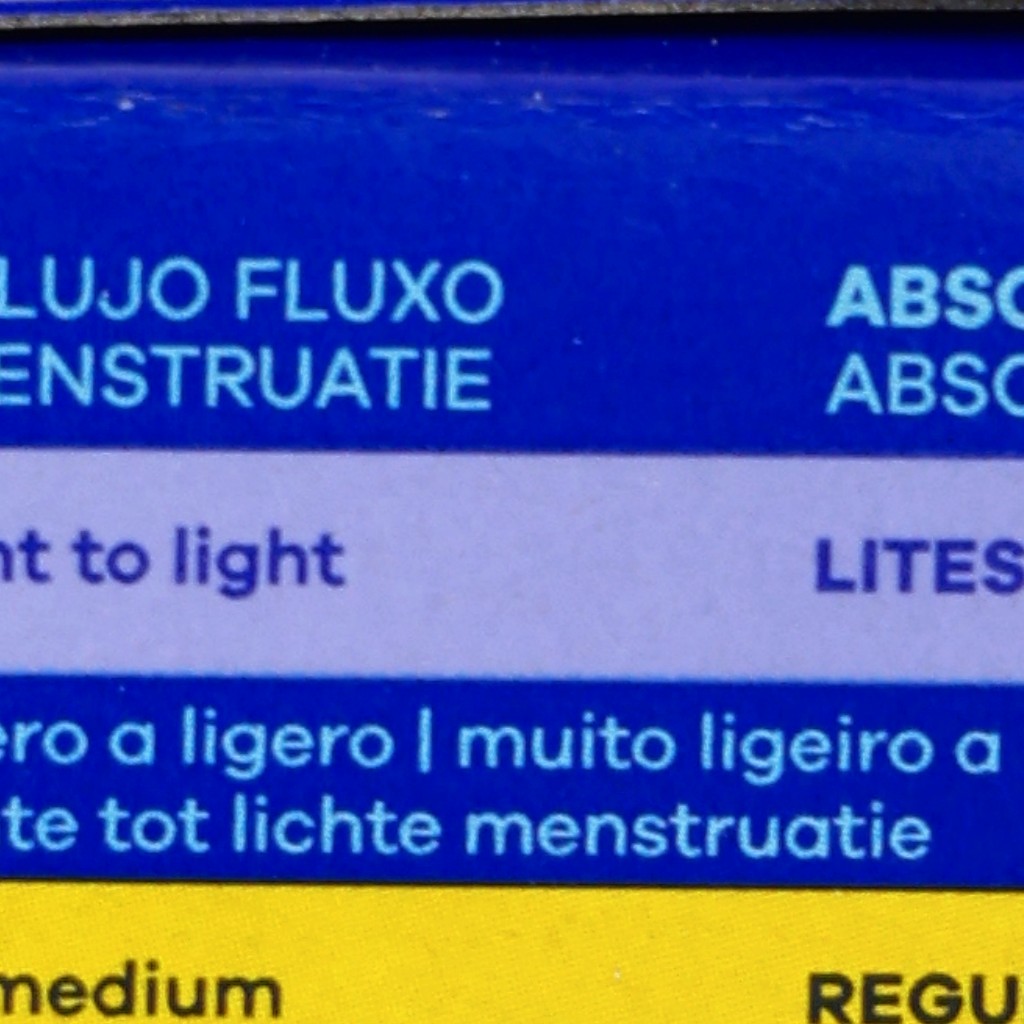 LUJO FLUXO ABSO
ENSTRUATIE ABSO
nt to light LITES
ero a ligero | muito ligeiro a
te tot lichte menstruatie
medium REGU